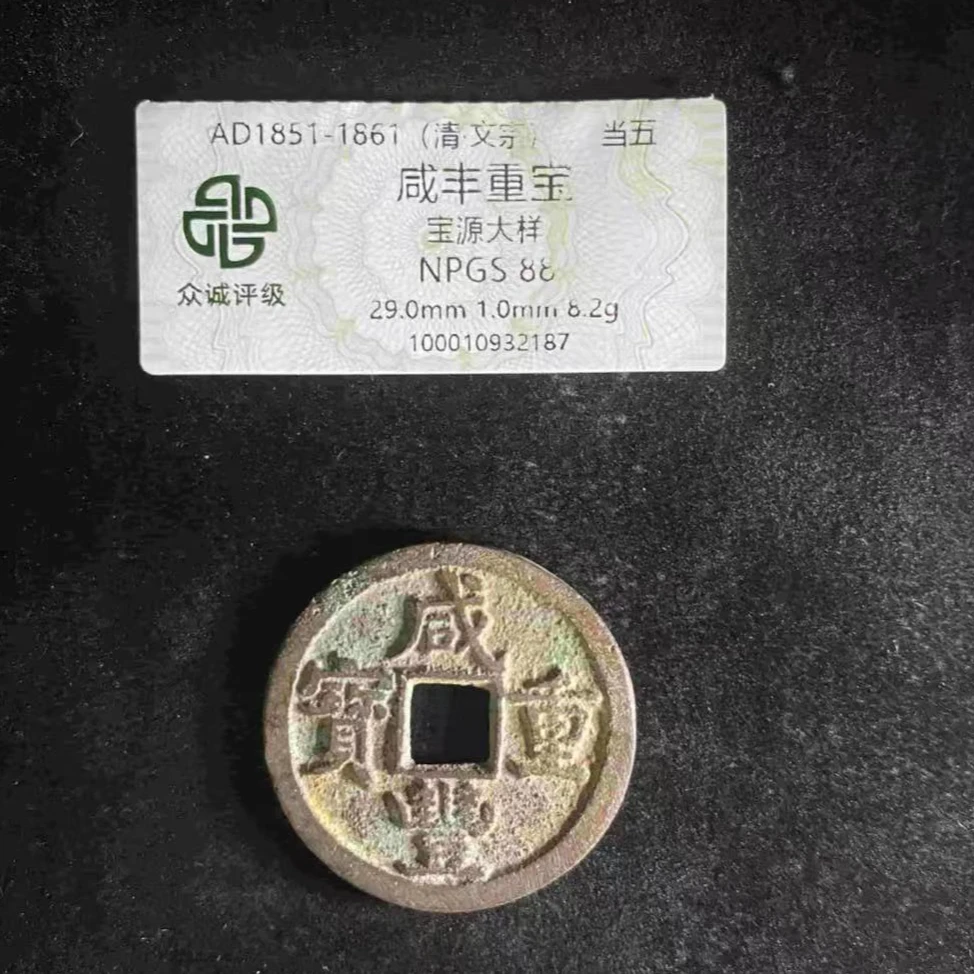 AD1851-1861（清·文宗） 当五
咸丰重宝
宝源大样
NPGS 88
众诚评级
29.0mm 1.0mm 8.2g
100010932187
咸
寶 重
豐